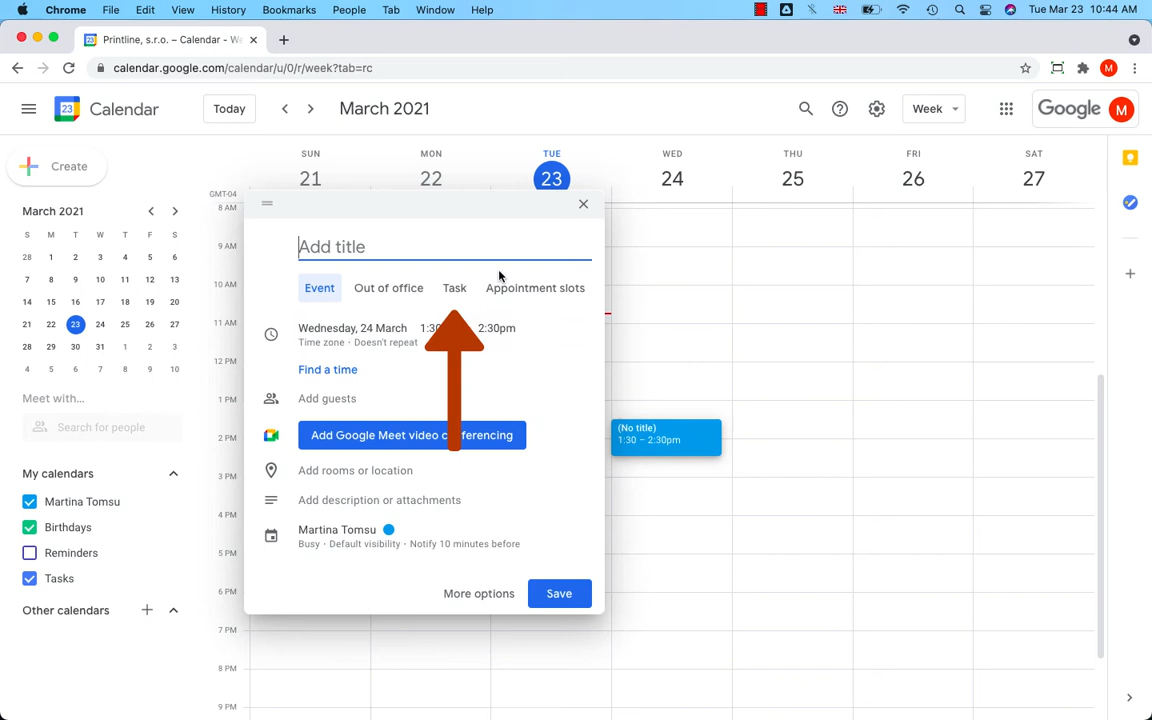 Chrome File Edit View History Bookmarks People Tab Window Help Tue Mar 23 10:44 AM
Printline, s.r.o. – Calendar - We
calendar.google.com/calendar/u/0/r/week?tab=rc M
23 Calendar Today March 2021 Week Google M
Create
SUN MON TUE WED THU FRI SAT
21 22 23 24 25 26 27
GMT-04
March 2021
S M T W T F S
28 1 2 3 4 5 6
7 8 9 10 11 12 13
14 15 16 17 18 19 20
21 22 23 24 25 26 27
28 29 30 31 1 2 3
4 5 6 7 8 9 10
Meet with...
Search for people
My calendars
Martina Tomsu
Birthdays
Reminders
Tasks
Other calendars
8 AM
9 AM
10 AM
11 AM
12 PM
1 PM
2 PM
3 PM
4 PM
5 PM
6 PM
7 PM
8 PM
9 PM
Add title
Event Out of office Task Appointment slots
Wednesday, 24 March 1:30 2:30pm
Time zone · Doesn't repeat
Find a time
Add guests
Add Google Meet video conferencing
Add rooms or location
Add description or attachments
Martina Tomsu
Busy · Default visibility · Notify 10 minutes before
More options Save
(No title)
1:30 – 2:30pm